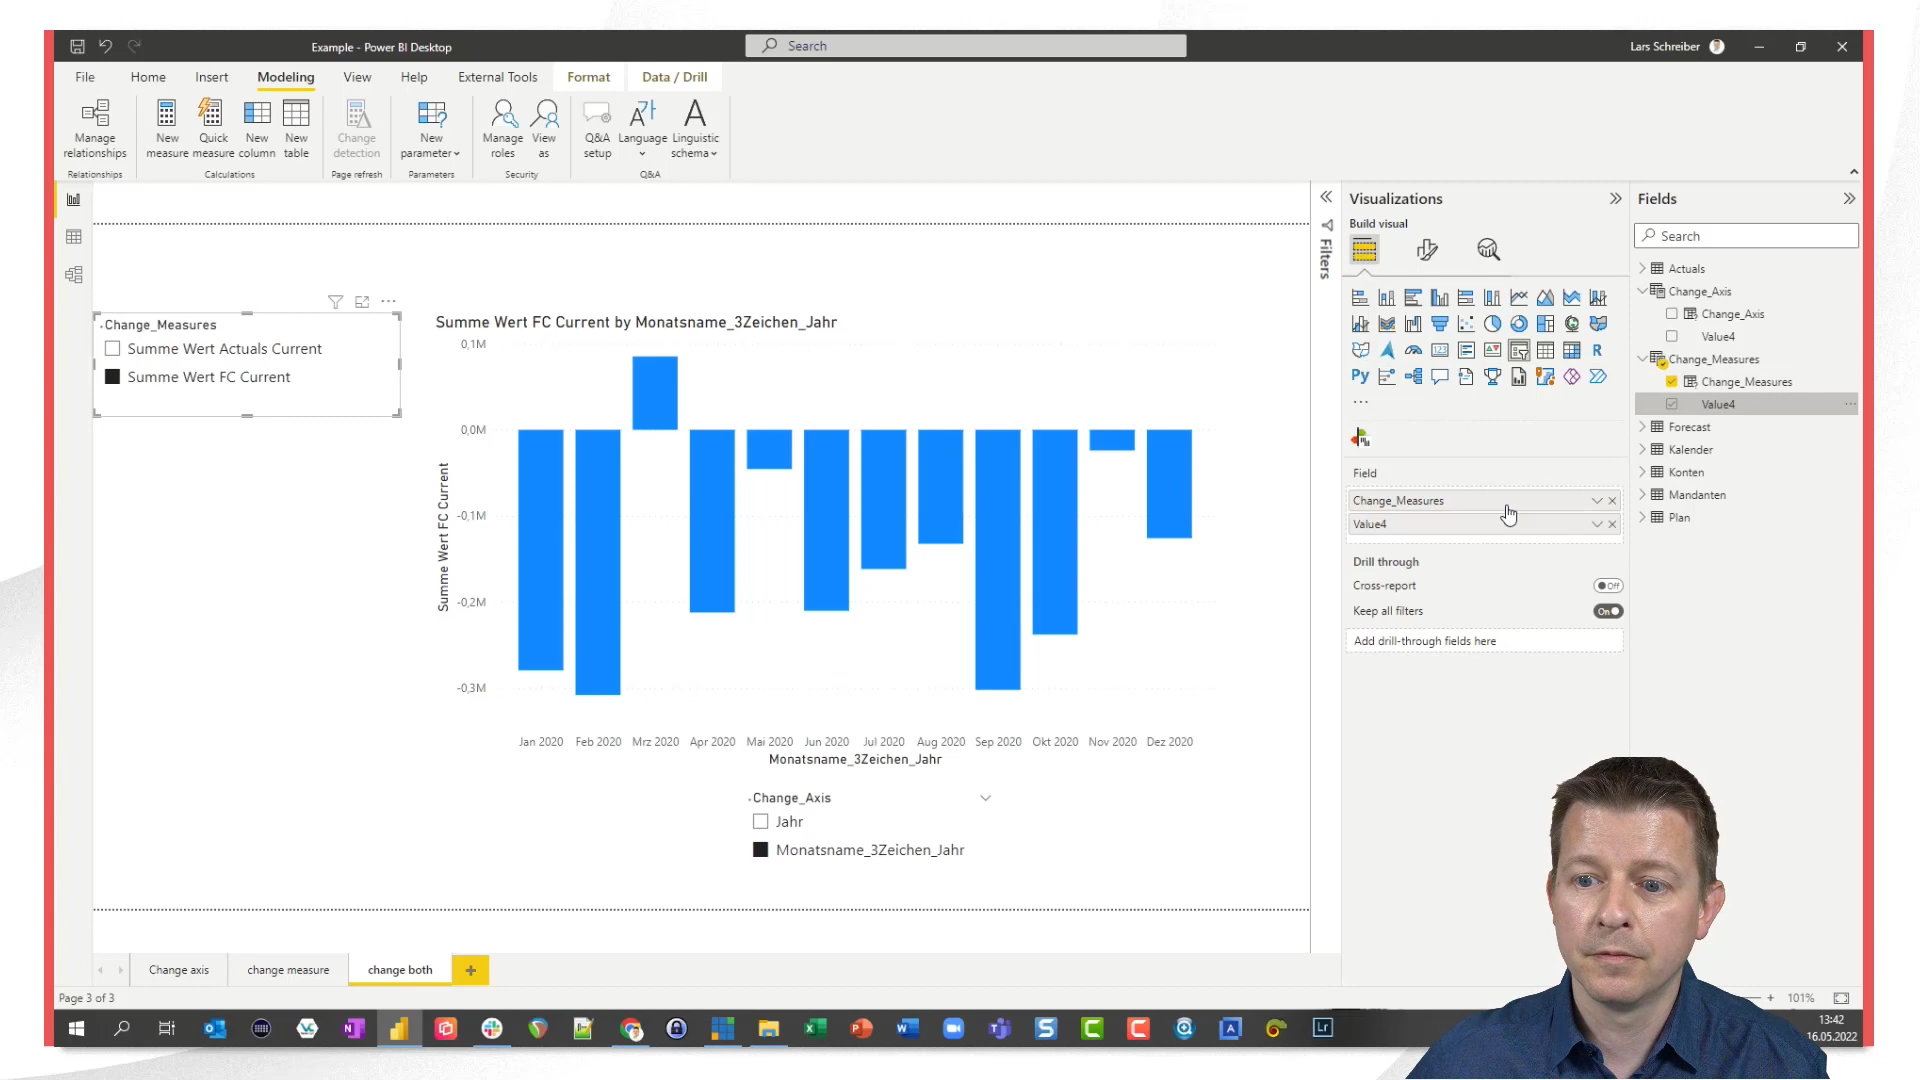 Example - Power BI Desktop
Search
Lars Schreiber
File Home Insert Modeling View Help External Tools Format Data / Drill
Manage relationships
New measure
Quick measure
New column
New table
Change detection
New parameter
Manage roles
View as
Q&A setup
Language
Linguistic schema
Relationships
Calculations
Page refresh
Parameters
Security
Q&A
Change_Measures
Summe Wert Actuals Current
Summe Wert FC Current
Summe Wert FC Current by Monatsname_3Zeichen_Jahr
Summe Wert FC Current
0,1M
0,0M
-0,1M
-0,2M
-0,3M
Jan 2020 Feb 2020 Mrz 2020 Apr 2020 Mai 2020 Jun 2020 Jul 2020 Aug 2020 Sep 2020 Okt 2020 Nov 2020 Dez 2020
Monatsname_3Zeichen_Jahr
Change_Axis
Jahr
Monatsname_3Zeichen_Jahr
Filters
Visualizations
Build visual
R
Py
123
Field
Change_Measures
Value4
Drill through
Cross-report
Off
Keep all filters
On
Add drill-through fields here
Fields
Search
Actuals
Change_Axis
Change_Axis
Value4
Change_Measures
Change_Measures
Value4
Forecast
Kalender
Konten
Mandanten
Plan
Change axis
change measure
change both
+
Page 3 of 3
+ 101%
13:42
16.05.2022
Lr